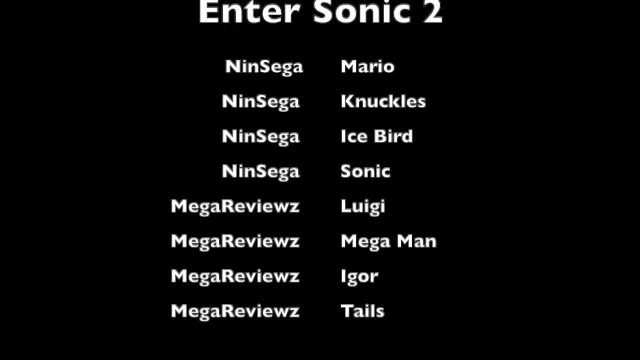 Enter Sonic 2
NinSega Mario
NinSega Knuckles
NinSega Ice Bird
NinSega Sonic
MegaReviewz Luigi
MegaReviewz Mega Man
MegaReviewz Igor
MegaReviewz Tails